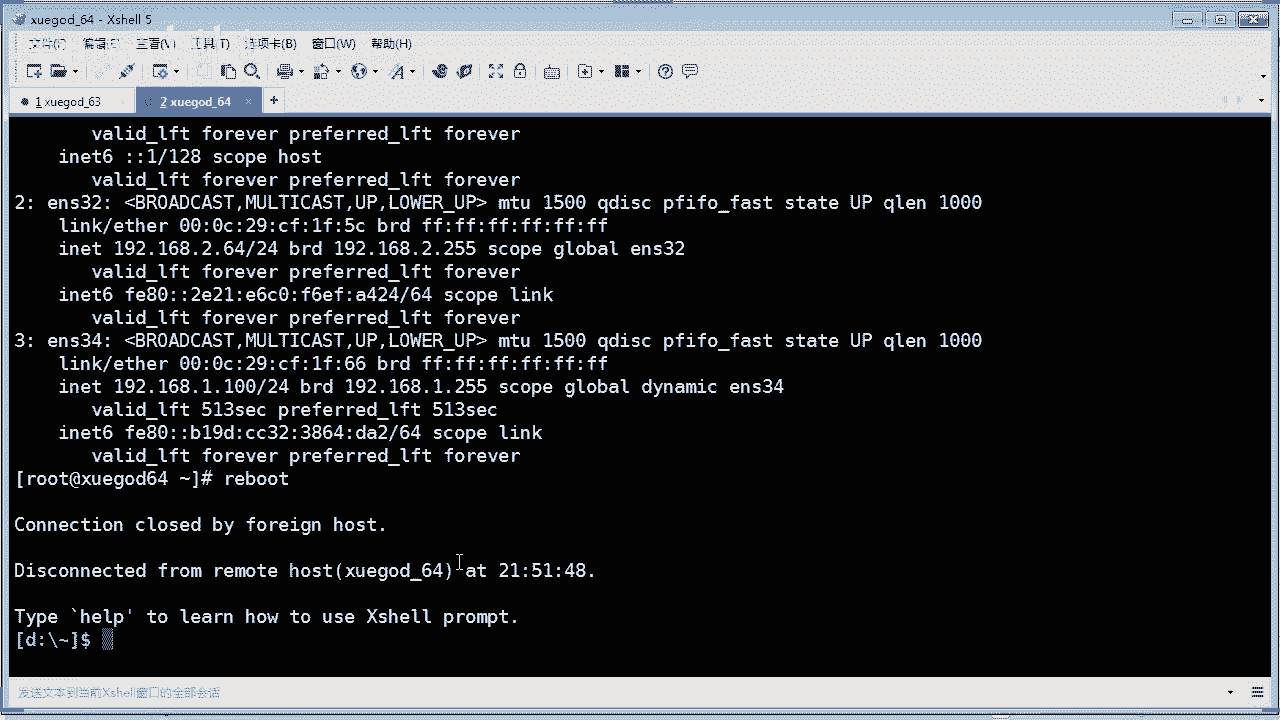 xuegod_64 - Xshell 5
文件(F) 编辑(E) 查看(V) 工具(T) 选项卡(B) 窗口(W) 帮助(H)
1 xuegod_63 × 2 xuegod_64 × +
valid_lft forever preferred_lft forever
inet6 ::1/128 scope host
valid_lft forever preferred_lft forever
2: ens32: <BROADCAST,MULTICAST,UP,LOWER_UP> mtu 1500 qdisc pfifo_fast state UP qlen 1000
link/ether 00:0c:29:cf:1f:5c brd ff:ff:ff:ff:ff:ff
inet 192.168.2.64/24 brd 192.168.2.255 scope global ens32
valid_lft forever preferred_lft forever
inet6 fe80::2e21:e6c0:f6ef:a424/64 scope link
valid_lft forever preferred_lft forever
3: ens34: <BROADCAST,MULTICAST,UP,LOWER_UP> mtu 1500 qdisc pfifo_fast state UP qlen 1000
link/ether 00:0c:29:cf:1f:66 brd ff:ff:ff:ff:ff:ff
inet 192.168.1.100/24 brd 192.168.1.255 scope global dynamic ens34
valid_lft 513sec preferred_lft 513sec
inet6 fe80::b19d:cc32:3864:da2/64 scope link
valid_lft forever preferred_lft forever
[root@xuegod64 ~]# reboot
Connection closed by foreign host.
Disconnected from remote host(xuegod_64) at 21:51:48.
Type `help' to learn how to use Xshell prompt.
[d:\~]$
发送文本到当前Xshell窗口的全部会话